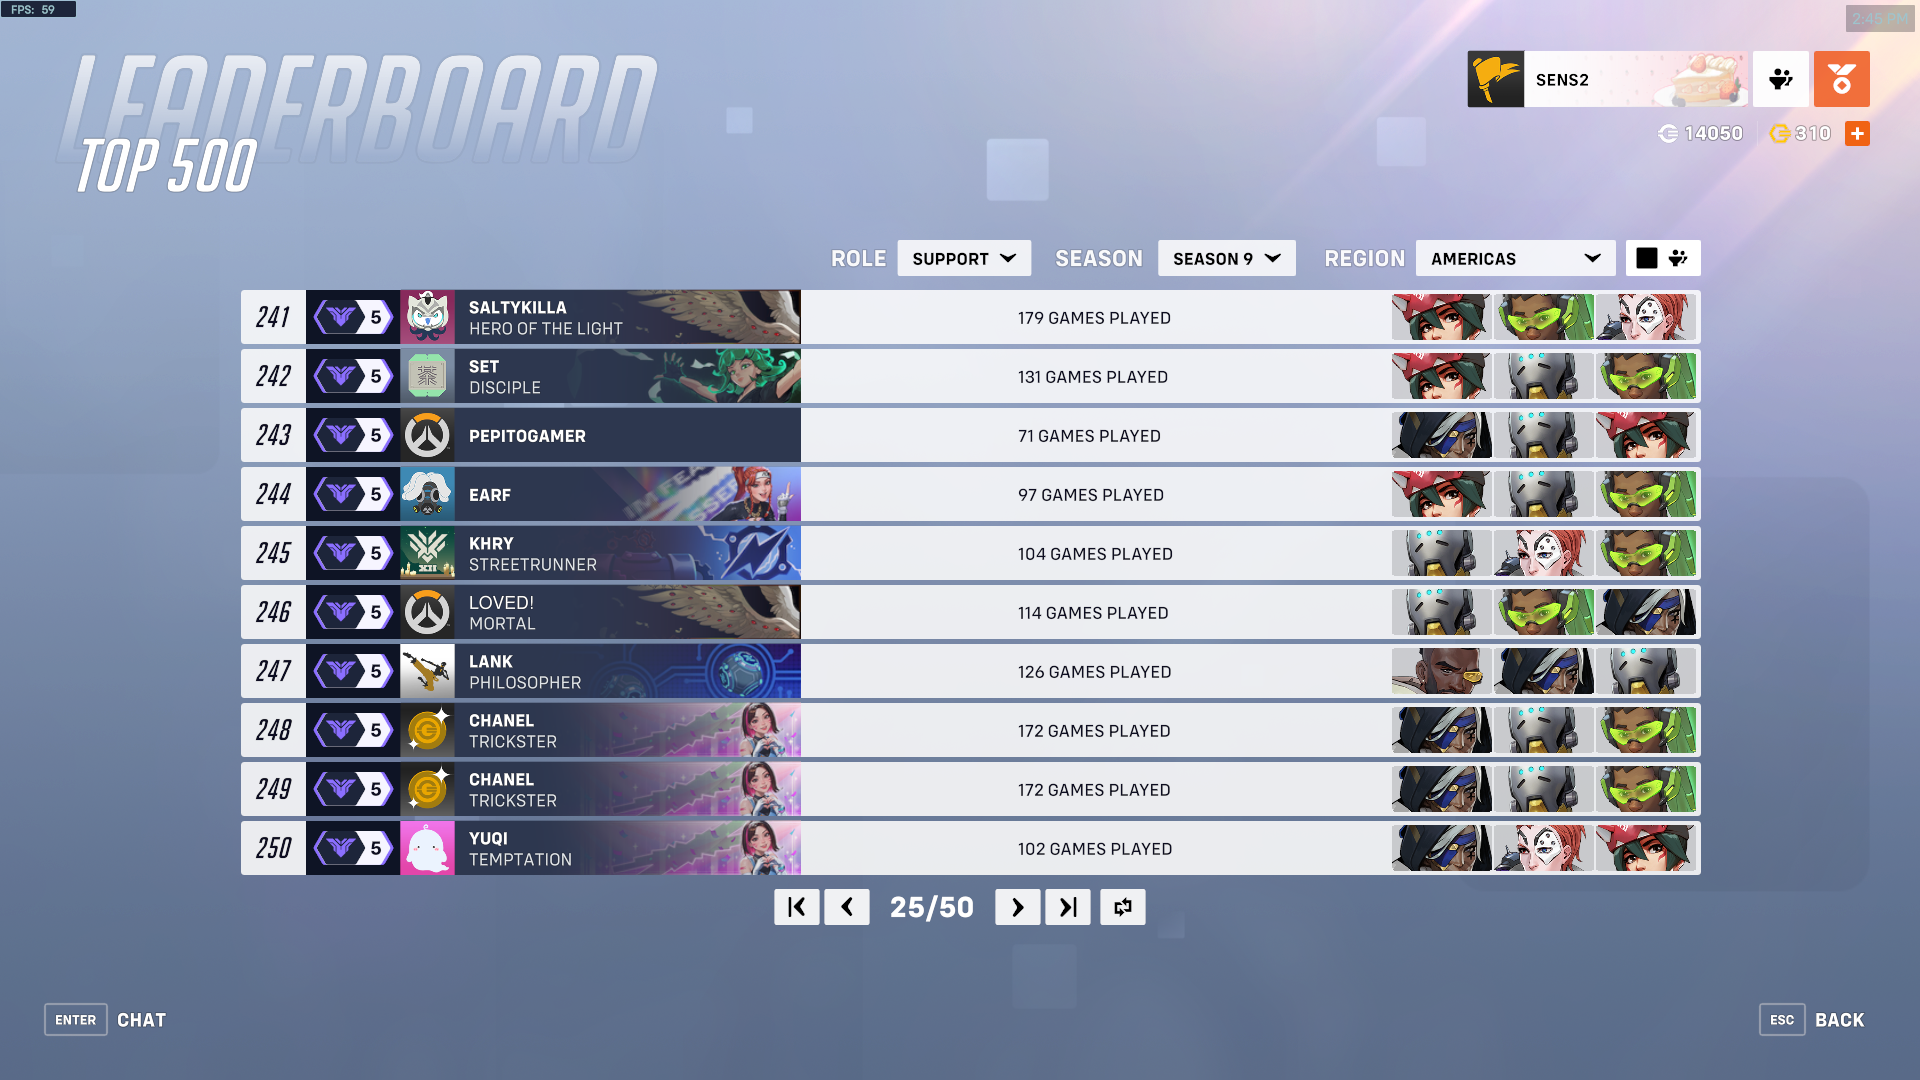 FPS: 59
2:45 PM
LEADERBOARD
TOP 500
SENS2
14050
310
ROLE SUPPORT SEASON SEASON 9 REGION AMERICAS
241 5 SALTYKILLA
HERO OF THE LIGHT
179 GAMES PLAYED
242 5 SET
DISCIPLE
131 GAMES PLAYED
243 5 PEPITOGAMER
71 GAMES PLAYED
244 5 EARF
97 GAMES PLAYED
245 5 KHRY
STREETRUNNER
XII
104 GAMES PLAYED
246 5 LOVED!
MORTAL
114 GAMES PLAYED
247 5 LANK
PHILOSOPHER
126 GAMES PLAYED
248 5 CHANEL
TRICKSTER
172 GAMES PLAYED
249 5 CHANEL
TRICKSTER
172 GAMES PLAYED
250 5 YUQI
TEMPTATION
102 GAMES PLAYED
25/50
ENTER CHAT
ESC BACK